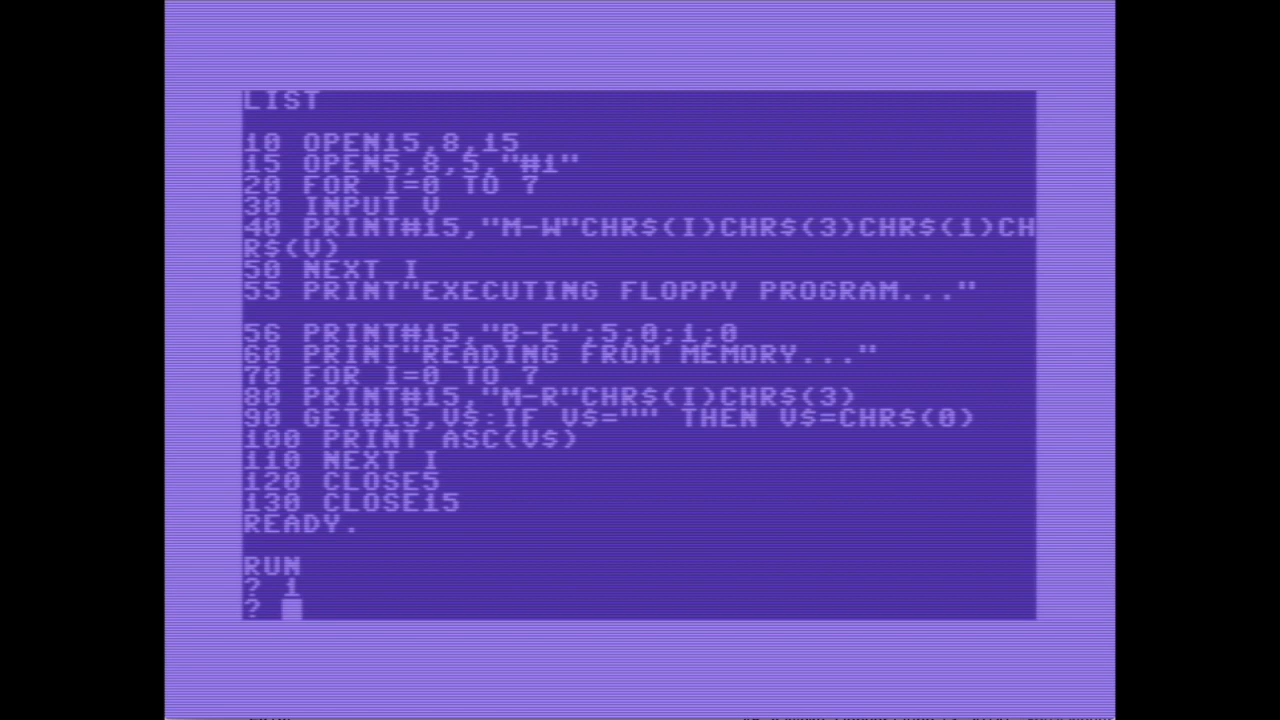 LIST
10 OPEN15,8,15
15 OPEN5,8,5,"#1"
20 FOR I=0 TO 7
30 INPUT V
40 PRINT#15,"M-W"CHR$(I)CHR$(3)CHR$(1)CH
R$(V)
50 NEXT I
55 PRINT"EXECUTING FLOPPY PROGRAM..."
56 PRINT#15,"B-E";5;0;1;0
60 PRINT"READING FROM MEMORY..."
70 FOR I=0 TO 7
80 PRINT#15,"M-R"CHR$(I)CHR$(3)
90 GET#15,V$:IF V$="" THEN V$=CHR$(0)
100 PRINT ASC(V$)
110 NEXT I
120 CLOSE5
130 CLOSE15
READY.
RUN
? 1
?